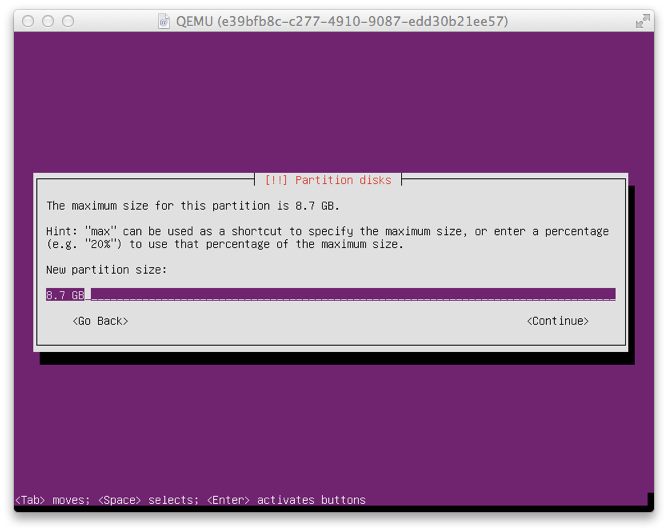 QEMU (e39bfb8c-c277-4910-9087-edd30b21ee57)
[!!] Partition disks
The maximum size for this partition is 8.7 GB.
Hint: "max" can be used as a shortcut to specify the maximum size, or enter a percentage
(e.g. "20%") to use that percentage of the maximum size.
New partition size:
8.7 GB
<Go Back> <Continue>
<Tab> moves; <Space> selects; <Enter> activates buttons